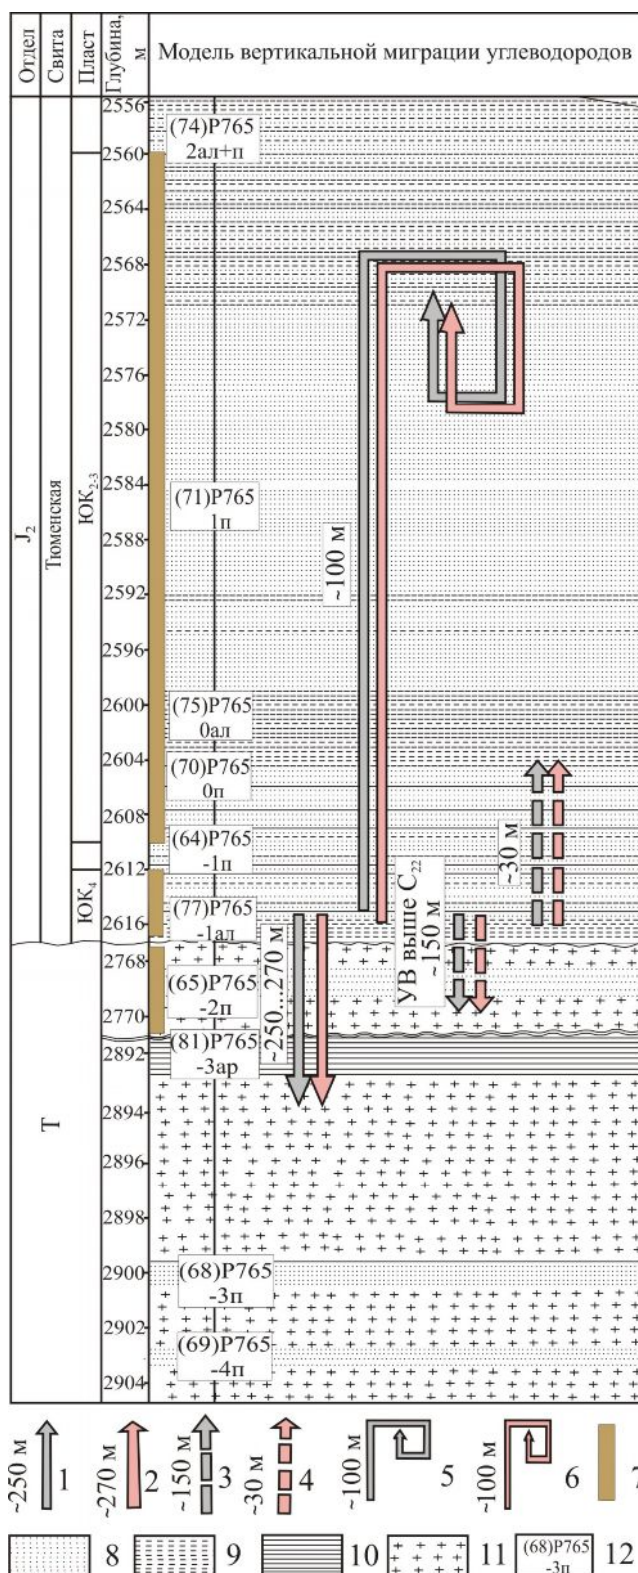 Отдел
Свита
Пласт
Глубина, м
Модель вертикальной миграции углеводородов
2556
(74)Р765
2ал+п
2560
2564
2568
2572
2576
2580
(71)Р765
1п
2584
2588
~100 м
2592
2596
2600
(75)Р765
0ал
2604
(70)Р765
0п
2608
(64)Р765
-1п
2612
~30 м
(77)Р765
-1ал
2616
J₂
Тюменская
ЮК₂₋₃
ЮК₄
УВ выше С₂₂
~150 м
~250...270 м
2768
(65)Р765
-2п
2770
(81)Р765
-3ар
2892
Т
2894
2896
2898
2900
(68)Р765
-3п
2902
(69)Р765
-4п
2904
~250 м 1
~270 м 2
~150 м 3
~30 м 4
~100 м 5
~100 м 6
7
8
9
10
11
(68)Р765
-3п
12